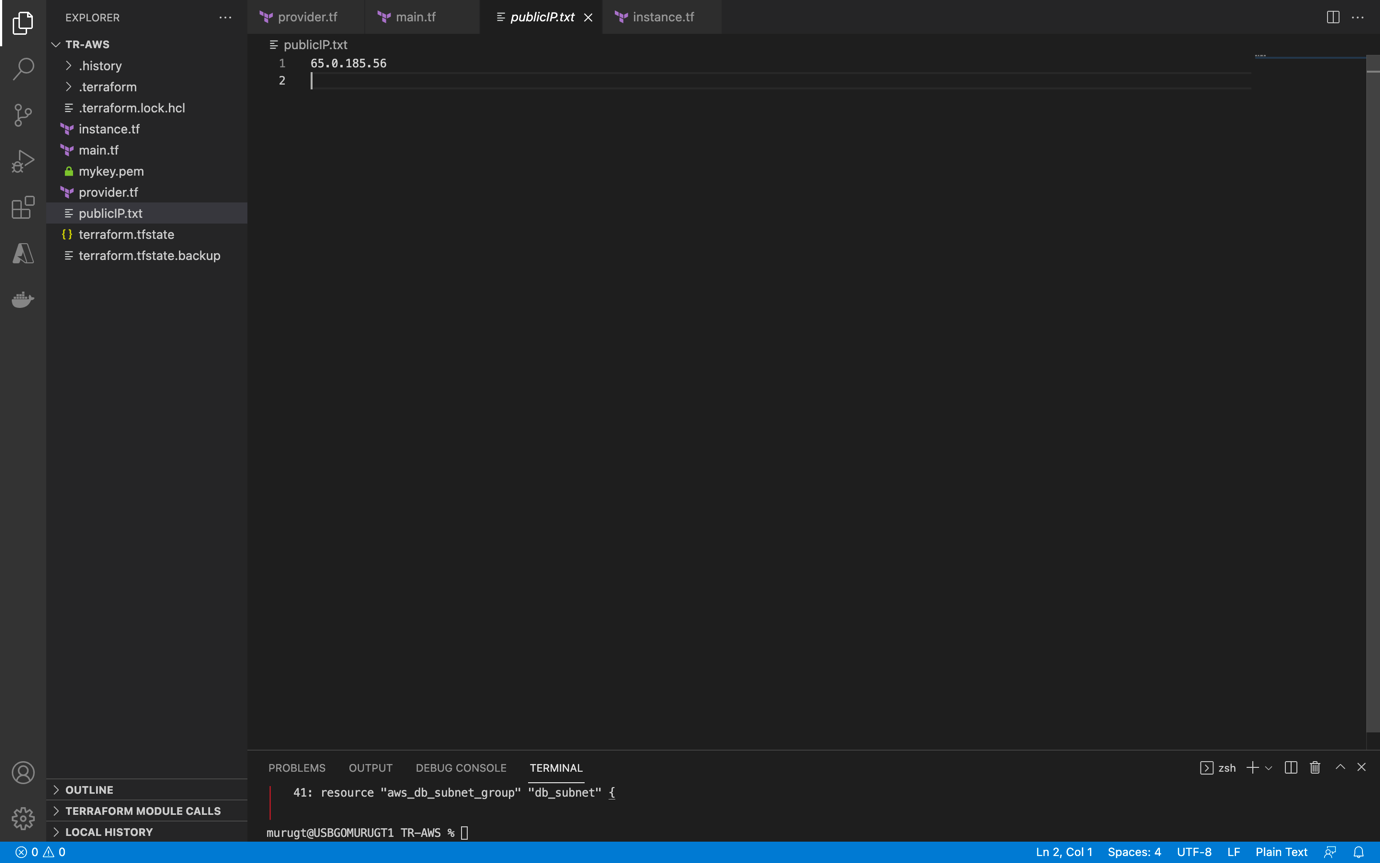 EXPLORER
TR-AWS
.history
.terraform
.terraform.lock.hcl
instance.tf
main.tf
mykey.pem
provider.tf
publicIP.txt
terraform.tfstate
terraform.tfstate.backup
OUTLINE
TERRAFORM MODULE CALLS
LOCAL HISTORY
provider.tf main.tf publicIP.txt instance.tf
publicIP.txt
1 65.0.185.56
2
PROBLEMS OUTPUT DEBUG CONSOLE TERMINAL zsh
41: resource "aws_db_subnet_group" "db_subnet" {
murugt@USBGOMURUGT1 TR-AWS %
0 0 Ln 2, Col 1 Spaces: 4 UTF-8 LF Plain Text